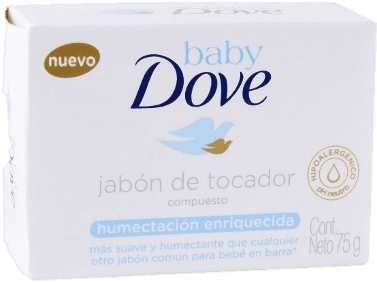 nuevo
baby
Dove
jabón de tocador
compuesto
humectación enriquecida
más suave y humectante que cualquier
otro jabón común para bebé en barra*
HIPOALERGÉNICO
pH neutro
Cont.
Neto 75 g